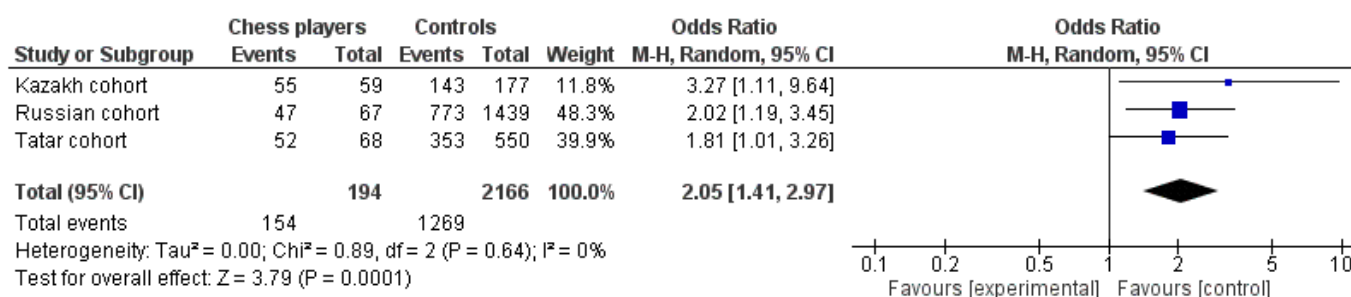 Chess players Controls Odds Ratio Odds Ratio
Study or Subgroup Events Total Events Total Weight M-H, Random, 95% CI M-H, Random, 95% CI
Kazakh cohort 55 59 143 177 11.8% 3.27 [1.11, 9.64]
Russian cohort 47 67 773 1439 48.3% 2.02 [1.19, 3.45]
Tatar cohort 52 68 353 550 39.9% 1.81 [1.01, 3.26]
Total (95% CI) 194 2166 100.0% 2.05 [1.41, 2.97]
Total events 154 1269
Heterogeneity: Tau² = 0.00; Chi² = 0.89, df = 2 (P = 0.64); I² = 0%
Test for overall effect: Z = 3.79 (P = 0.0001)
0.1 0.2 0.5 1 2 5 10
Favours [experimental] Favours [control]